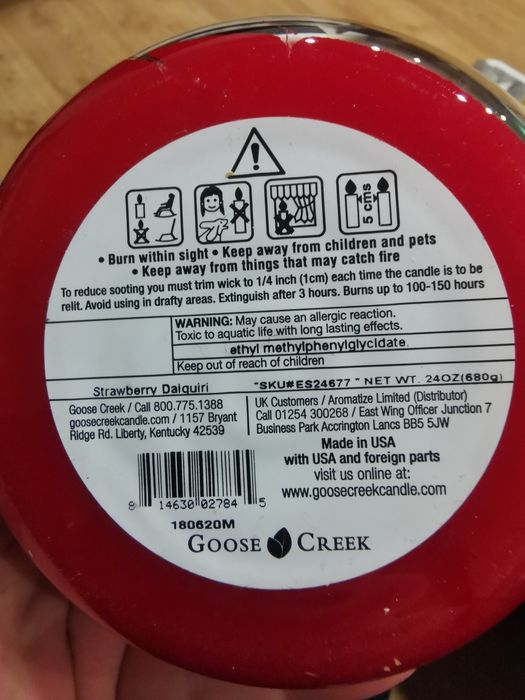 5 cms
• Burn within sight • Keep away from children and pets
• Keep away from things that may catch fire
To reduce sooting you must trim wick to 1/4 inch (1cm) each time the candle is to be
relit. Avoid using in drafty areas. Extinguish after 3 hours. Burns up to 100-150 hours
WARNING: May cause an allergic reaction.
Toxic to aquatic life with long lasting effects.
ethyl methylphenylglycidate.
Keep out of reach of children
Strawberry Daiquiri "SKU#ES24677 " NET WT. 24OZ(680g)
Goose Creek / Call 800.775.1388
goosecreekcandle.com / 1157 Bryant
Ridge Rd. Liberty, Kentucky 42539
UK Customers / Aromatize Limited (Distributor)
Call 01254 300268 / East Wing Officer Junction 7
Business Park Accrington Lancs BB5 5JW
Made in USA
with USA and foreign parts
visit us online at:
www.goosecreekcandle.com
8 14630 02784 5
180620M
GOOSE CREEK